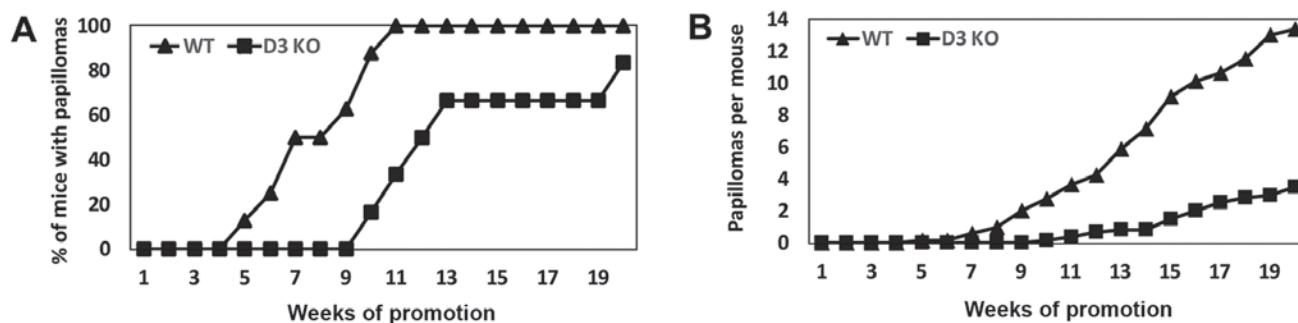 A
% of mice with papillomas
100
80
60
40
20
0
WT D3 KO
1 3 5 7 9 11 13 15 17 19
Weeks of promotion
B
Papillomas per mouse
14
12
10
8
6
4
2
0
WT D3 KO
1 3 5 7 9 11 13 15 17 19
Weeks of promotion